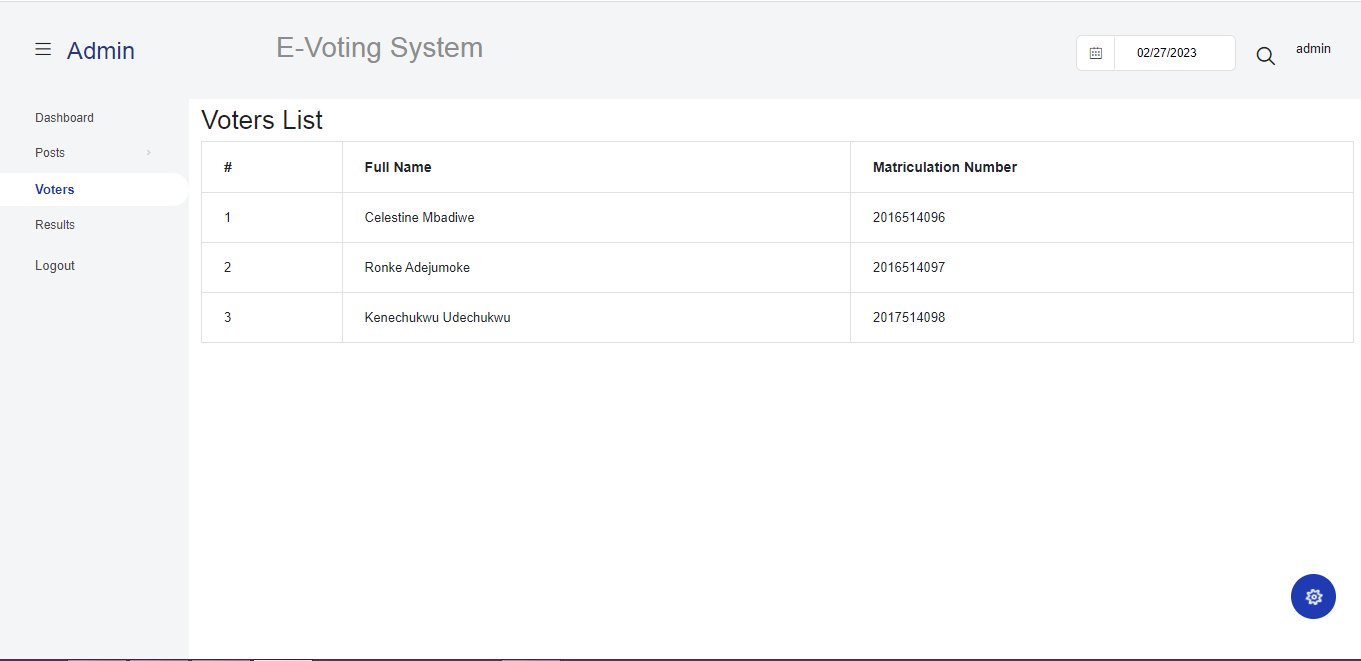 Admin
E-Voting System
02/27/2023
admin
Dashboard
Posts
Voters
Results
Logout
Voters List
# Full Name Matriculation Number
1 Celestine Mbadiwe 2016514096
2 Ronke Adejumoke 2016514097
3 Kenechukwu Udechukwu 2017514098